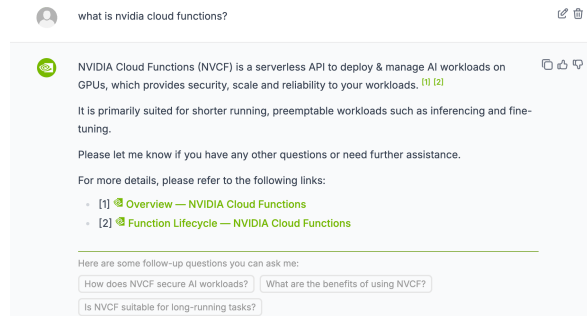 what is nvidia cloud functions?
NVIDIA Cloud Functions (NVCF) is a serverless API to deploy & manage AI workloads on
GPUs, which provides security, scale and reliability to your workloads. [1] [2]
It is primarily suited for shorter running, preemptable workloads such as inferencing and fine-
tuning.
Please let me know if you have any other questions or need further assistance.
For more details, please refer to the following links:
[1] Overview — NVIDIA Cloud Functions
[2] Function Lifecycle — NVIDIA Cloud Functions
Here are some follow-up questions you can ask me:
How does NVCF secure AI workloads? What are the benefits of using NVCF?
Is NVCF suitable for long-running tasks?